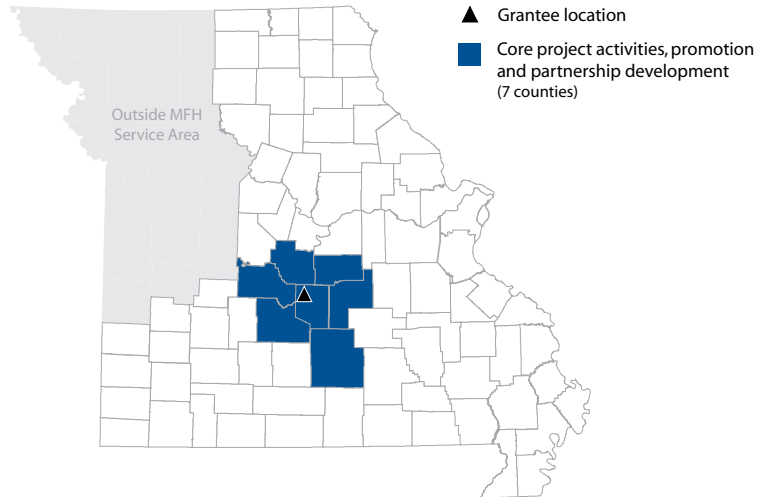 Grantee location
Core project activities, promotion
and partnership development
(7 counties)
Outside MFH
Service Area